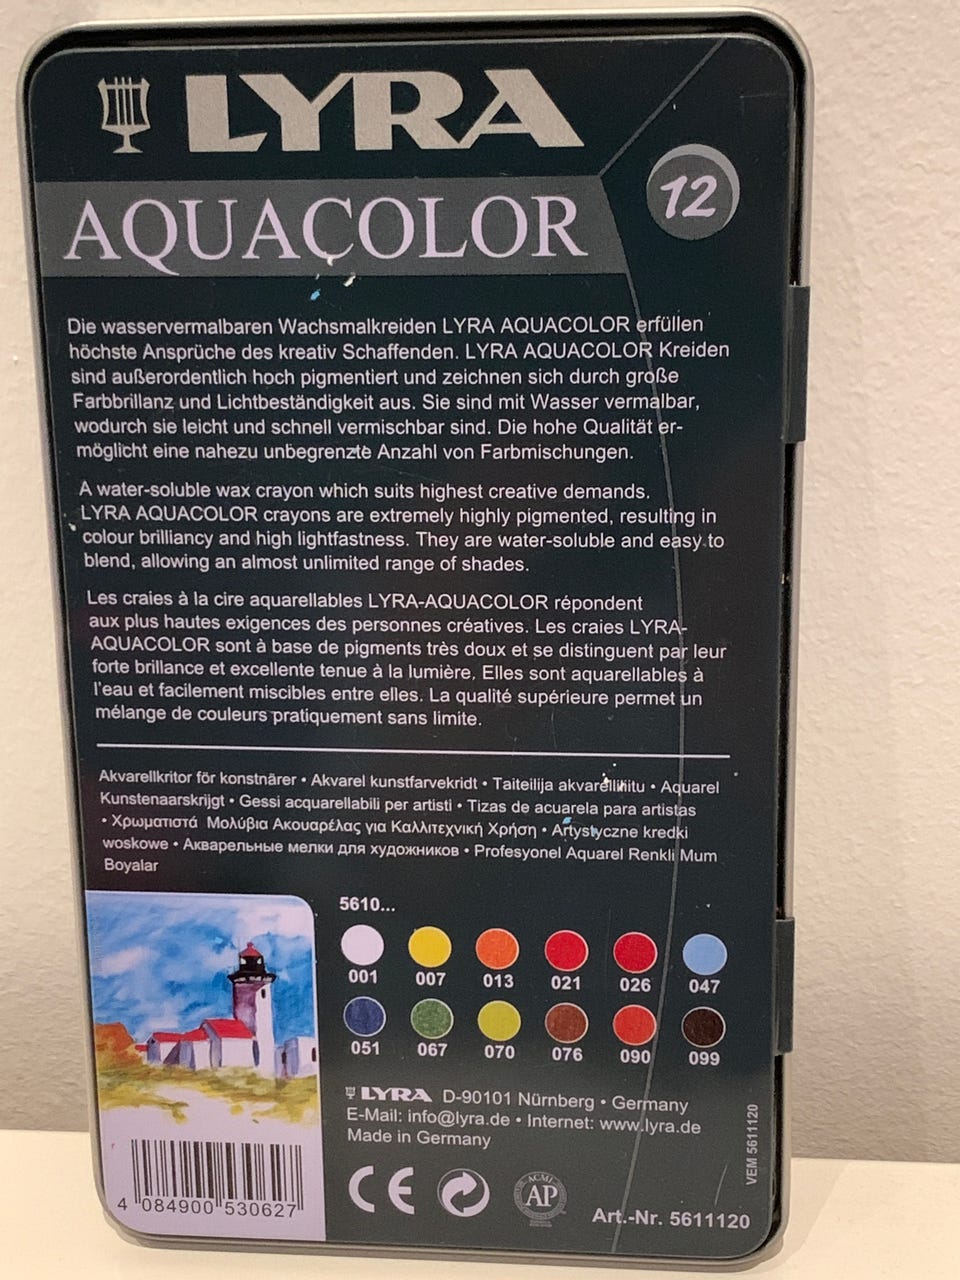 LYRA
12
AQUACOLOR
Die wasservermalbaren Wachsmalkreiden LYRA AQUACOLOR erfüllen
höchste Ansprüche des kreativ Schaffenden. LYRA AQUACOLOR Kreiden
sind außerordentlich hoch pigmentiert und zeichnen sich durch große
Farbbrillanz und Lichtbeständigkeit aus. Sie sind mit Wasser vermalbar,
wodurch sie leicht und schnell vermischbar sind. Die hohe Qualität er-
möglicht eine nahezu unbegrenzte Anzahl von Farbmischungen.
A water-soluble wax crayon which suits highest creative demands.
LYRA AQUACOLOR crayons are extremely highly pigmented, resulting in
colour brilliancy and high lightfastness. They are water-soluble and easy to
blend, allowing an almost unlimited range of shades.
Les craies à la cire aquarellables LYRA-AQUACOLOR répondent
aux plus hautes exigences des personnes créatives. Les craies LYRA-
AQUACOLOR sont à base de pigments très doux et se distinguent par leur
forte brillance et excellente tenue à la lumière. Elles sont aquarellables à
l'eau et facilement miscibles entre elles. La qualité supérieure permet un
mélange de couleurs pratiquement sans limite.
Akvarellkritor för konstnärer • Akvarel kunstfarvekridt • Taiteilija akvarelliliitu • Aquarel
Kunstenaarskrijgt • Gessi acquarellabili per artisti • Tizas de acuarela para artistas
• Χρωματιστά Μολύβια Ακουαρέλας για Καλλιτεχνική Χρήση • Artystyczne kredki
woskowe • Акварельные мелки для художников • Profesyonel Aquarel Renkli Mum
Boyalar
5610...
001 007 013 021 026 047
051 067 070 076 090 099
LYRA D-90101 Nürnberg • Germany
E-Mail: info@lyra.de • Internet: www.lyra.de
Made in Germany
VEM 5611120
CE
ACMI
AP
Art.-Nr. 5611120
4 084900 530627